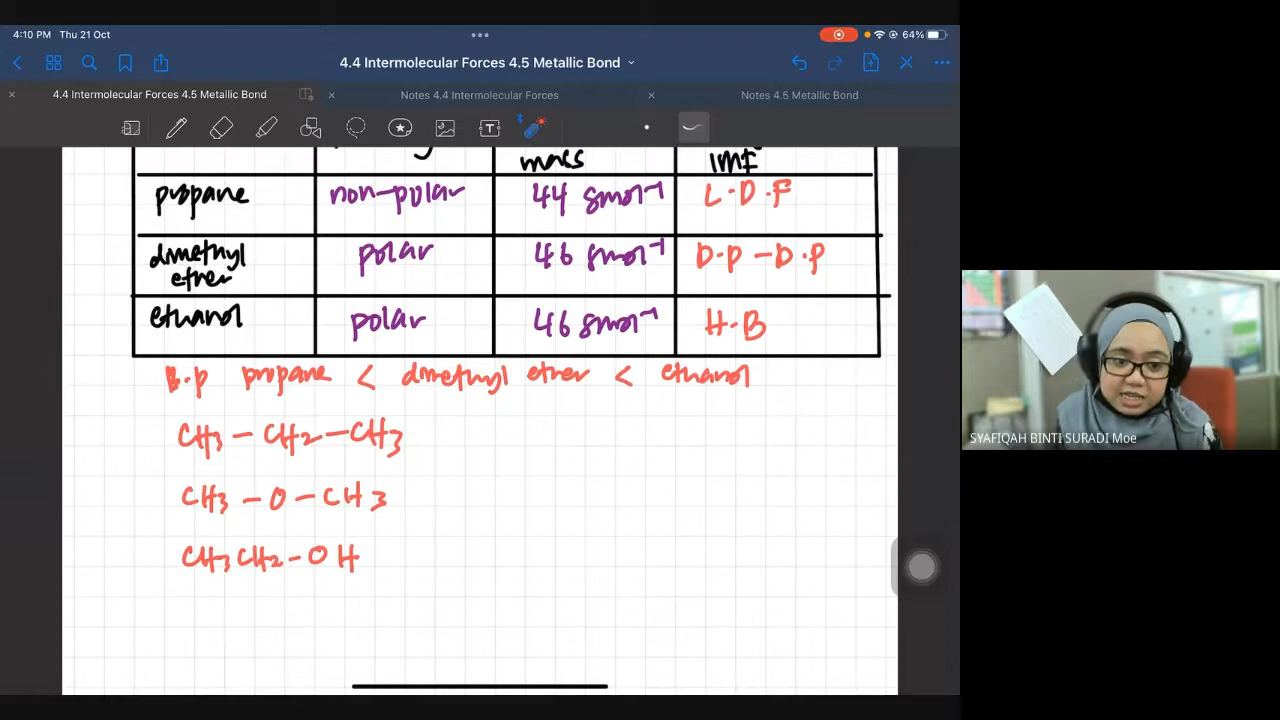 4:10 PM Thu 21 Oct
64%
4.4 Intermolecular Forces 4.5 Metallic Bond
4.4 Intermolecular Forces 4.5 Metallic Bond
Notes 4.4 Intermolecular Forces
Notes 4.5 Metallic Bond
mass IMF
propane non-polar 44 gmol⁻¹ L.D.F
dimethyl ether polar 46 gmol⁻¹ D.P - D.P
ethanol polar 46 gmol⁻¹ H.B
B.p propane < dimethyl ether < ethanol
CH3 - CH2 - CH3
CH3 - O - CH3
CH3CH2 - OH
SYAFIQAH BINTI SURADI Moe